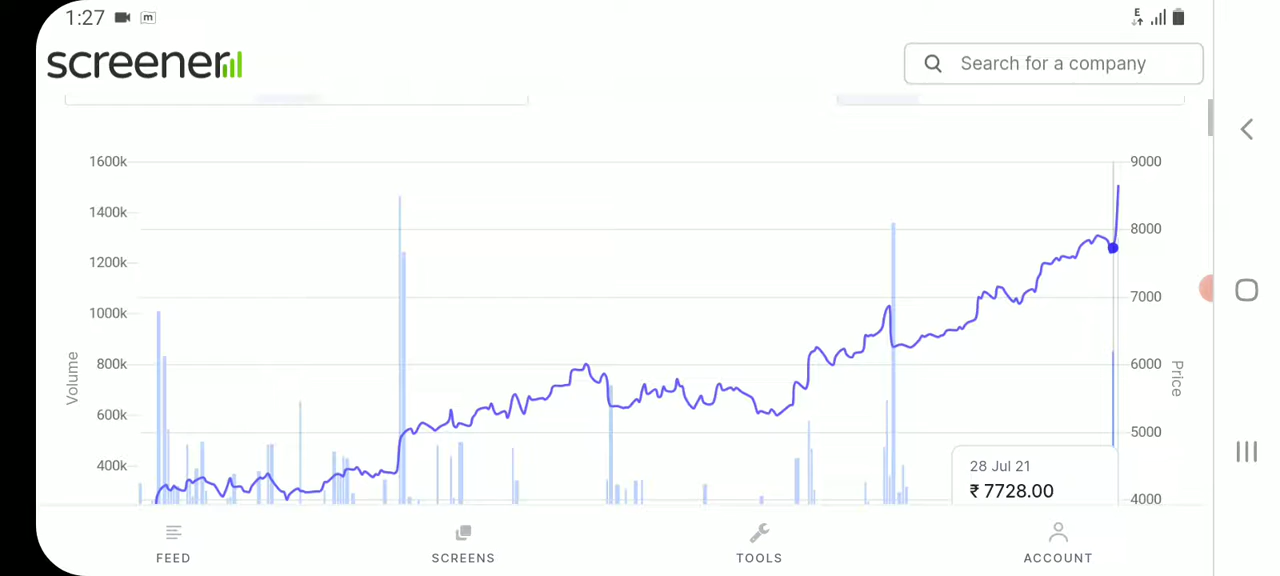 1:27 m E
screener
Search for a company
1600k 9000
1400k
8000
1200k
7000
1000k
800k 6000
Volume Price
600k
5000
400k
28 Jul 21
₹ 7728.00
4000
FEED SCREENS TOOLS ACCOUNT